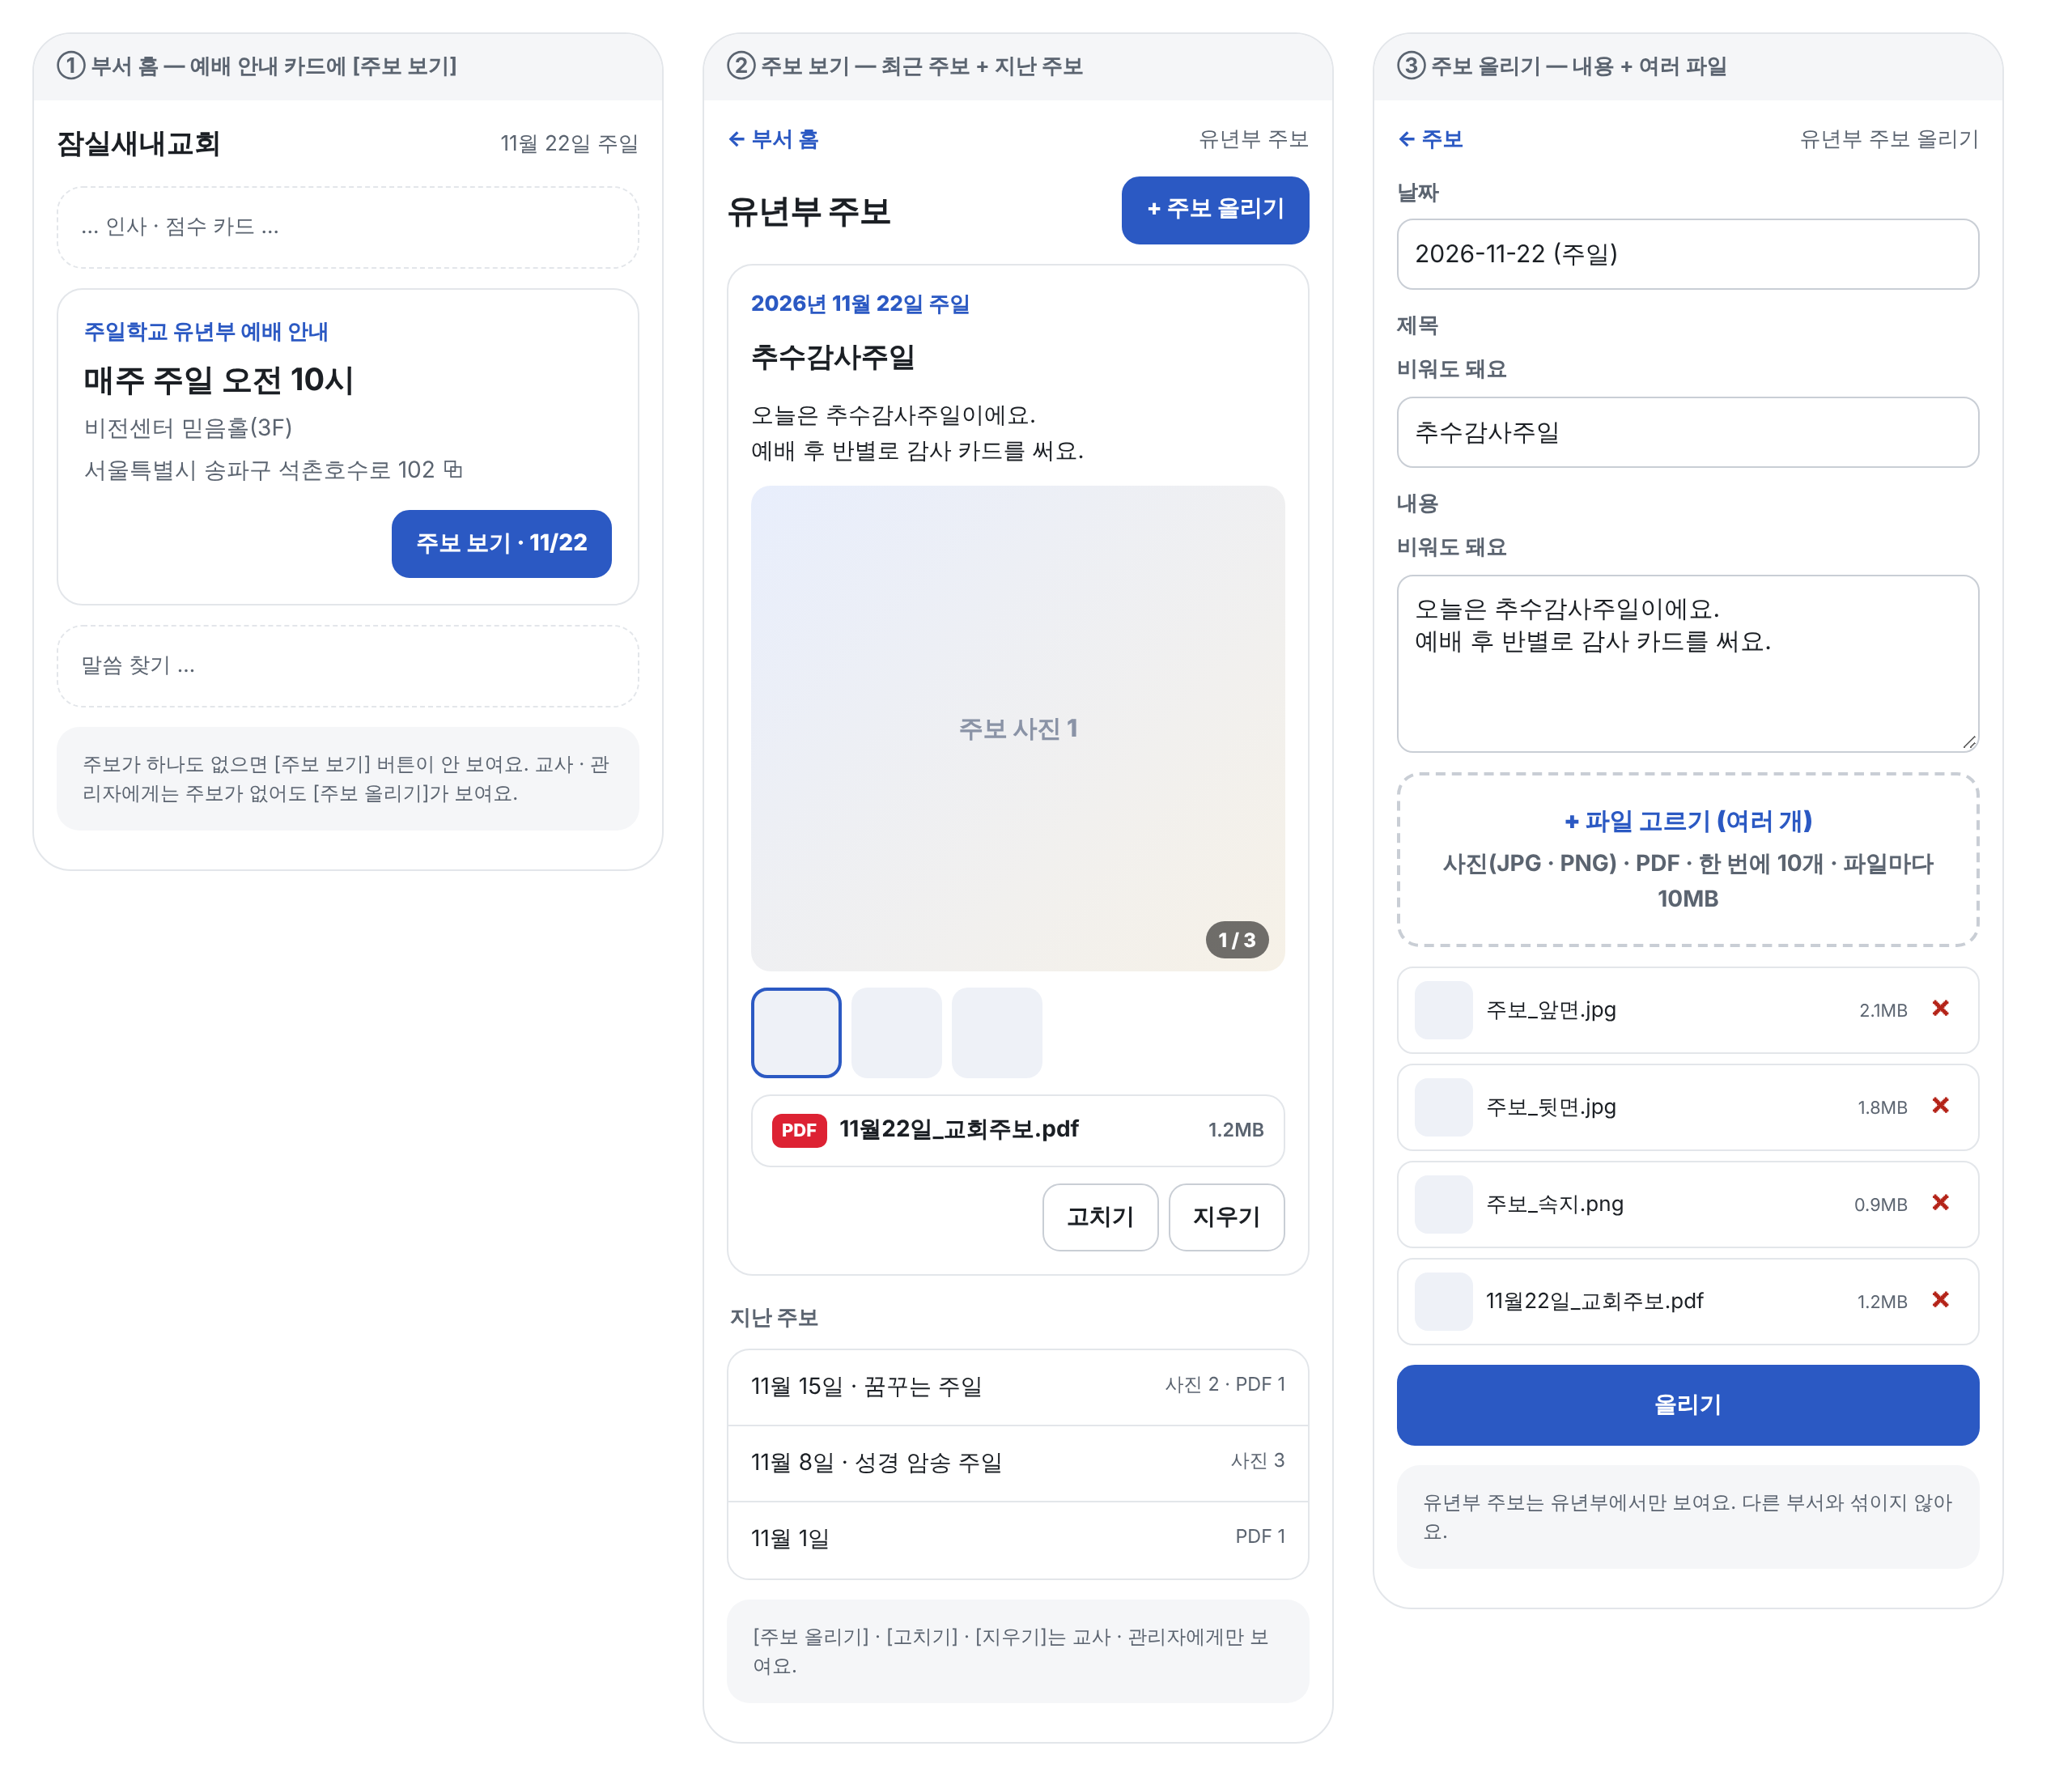 ① 부서 홈 — 예배 안내 카드에 [주보 보기]
잠실새내교회
11월 22일 주일
... 인사 · 점수 카드 ...
주일학교 유년부 예배 안내
매주 주일 오전 10시
비전센터 믿음홀(3F)
서울특별시 송파구 석촌호수로 102
주보 보기 · 11/22
말씀 찾기 ...
주보가 하나도 없으면 [주보 보기] 버튼이 안 보여요. 교사 · 관
리자에게는 주보가 없어도 [주보 올리기]가 보여요.
② 주보 보기 — 최근 주보 + 지난 주보
← 부서 홈
유년부 주보
유년부 주보
+ 주보 올리기
2026년 11월 22일 주일
추수감사주일
오늘은 추수감사주일이에요.
예배 후 반별로 감사 카드를 써요.
주보 사진 1
1 / 3
PDF 11월22일_교회주보.pdf 1.2MB
고치기
지우기
지난 주보
11월 15일 · 꿈꾸는 주일 사진 2 · PDF 1
11월 8일 · 성경 암송 주일 사진 3
11월 1일 PDF 1
[주보 올리기] · [고치기] · [지우기]는 교사 · 관리자에게만 보
여요.
③ 주보 올리기 — 내용 + 여러 파일
← 주보
유년부 주보 올리기
날짜
2026-11-22 (주일)
제목
비워도 돼요
추수감사주일
내용
비워도 돼요
오늘은 추수감사주일이에요.
예배 후 반별로 감사 카드를 써요.
+ 파일 고르기 (여러 개)
사진(JPG · PNG) · PDF · 한 번에 10개 · 파일마다
10MB
주보_앞면.jpg 2.1MB ×
주보_뒷면.jpg 1.8MB ×
주보_속지.png 0.9MB ×
11월22일_교회주보.pdf 1.2MB ×
올리기
유년부 주보는 유년부에서만 보여요. 다른 부서와 섞이지 않아
요.